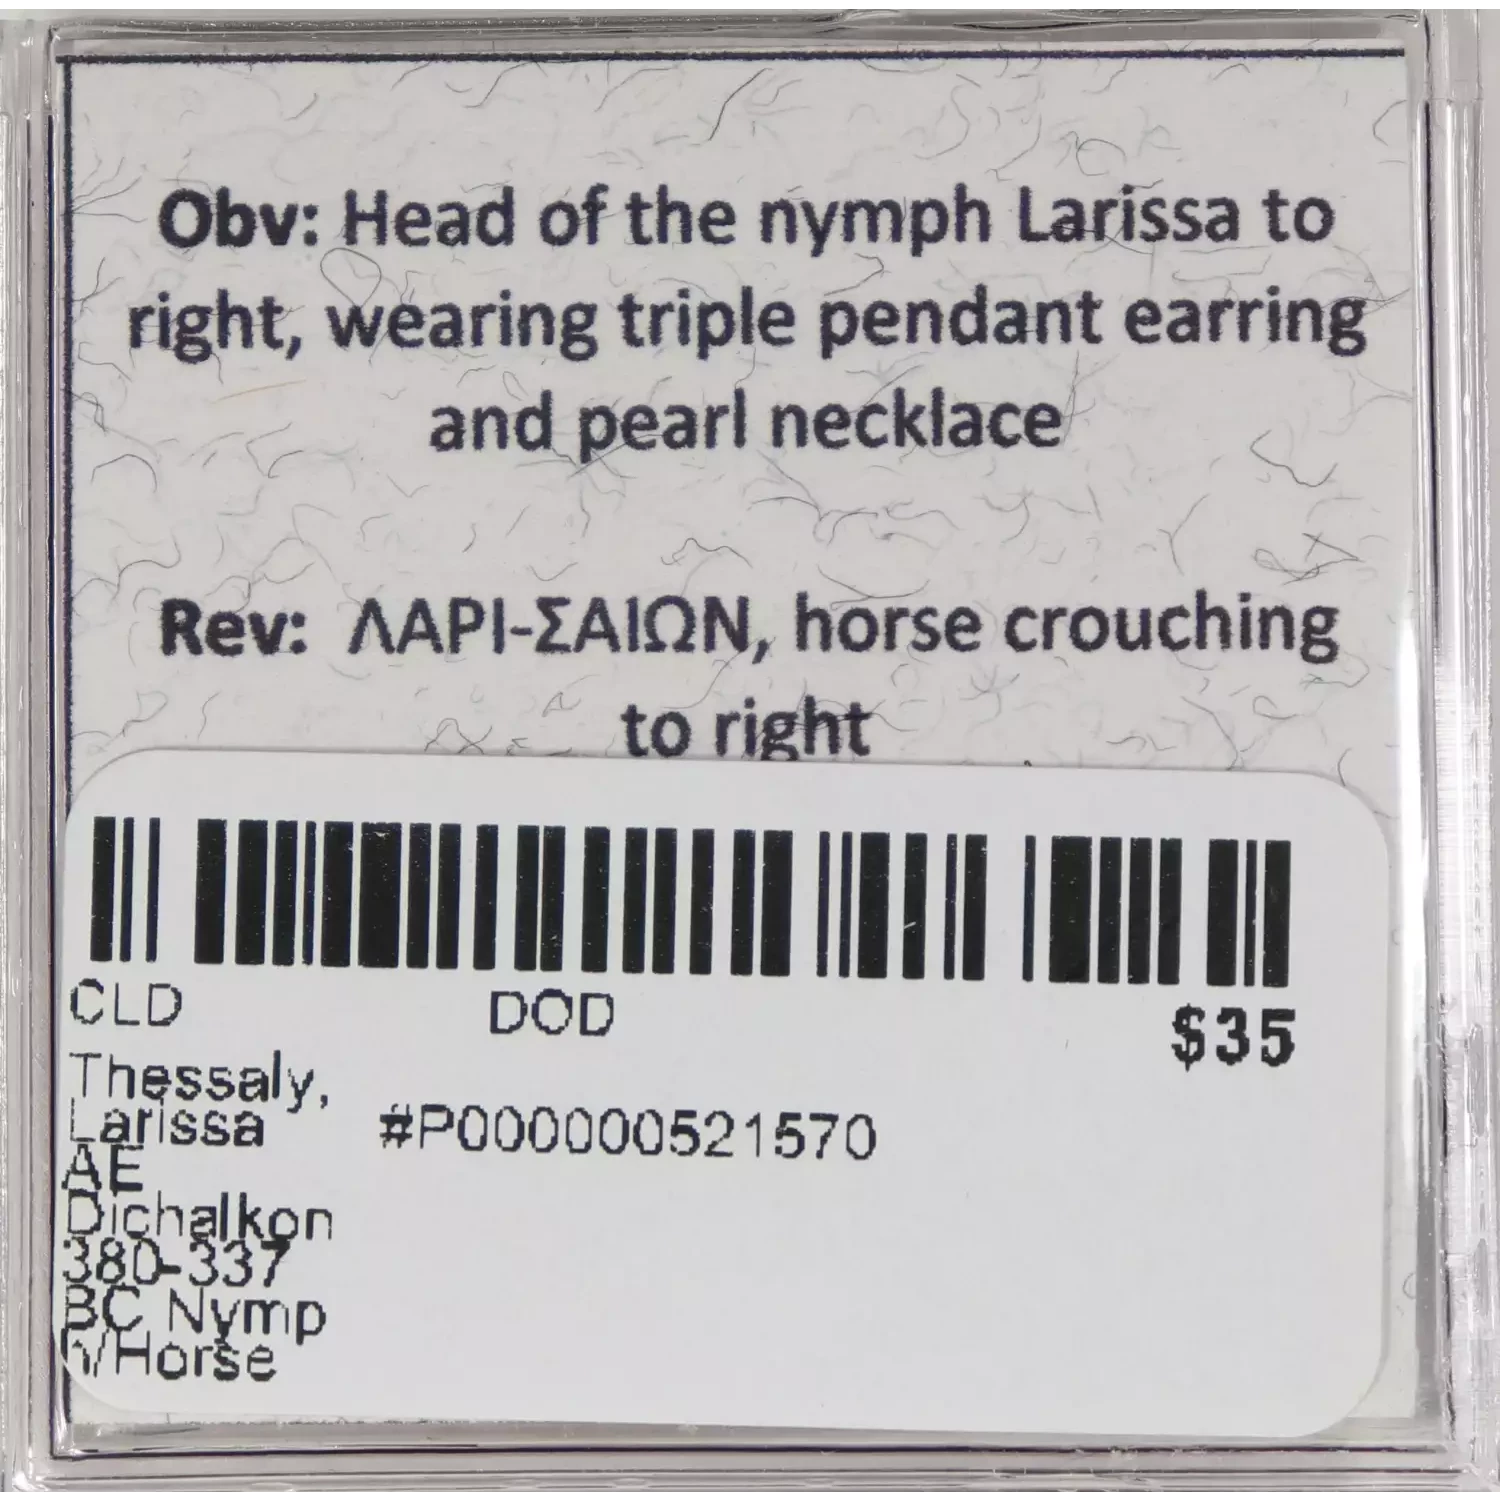 Obv: Head of the nymph Larissa to
right, wearing triple pendant earring
and pearl necklace
Rev: ΛΑΡΙ-ΣΑΙΩΝ, horse crouching
to right
CLD DOD $35
Thessaly,
Larissa #P000000521570
AE
Dichalkon
380-337
BC Nymp
h/Horse